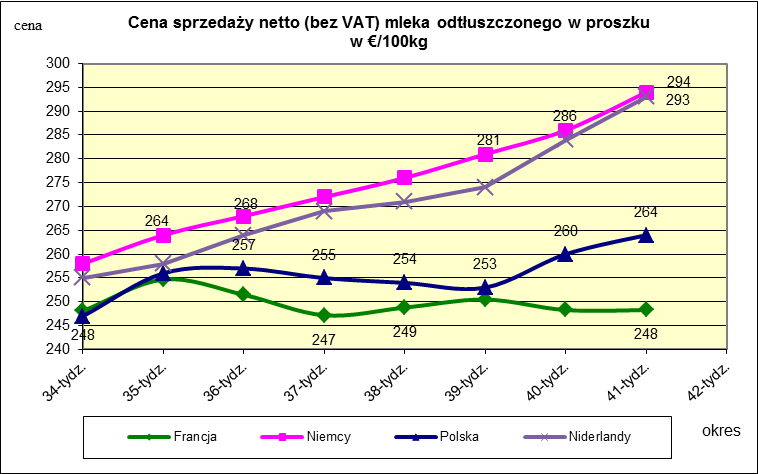 cena
Cena sprzedaży netto (bez VAT) mleka odtłuszczonego w proszku
w €/100kg
300
295
290
285
280
275
270
265
260
255
250
245
240
294
293
286
281
268
264
264
260
257
255
254
253
248
247
249
248
34-tydz.
35-tydz.
36-tydz.
37-tydz.
38-tydz.
39-tydz.
40-tydz.
41-tydz.
42-tydz.
okres
Francja
Niemcy
Polska
Niderlandy